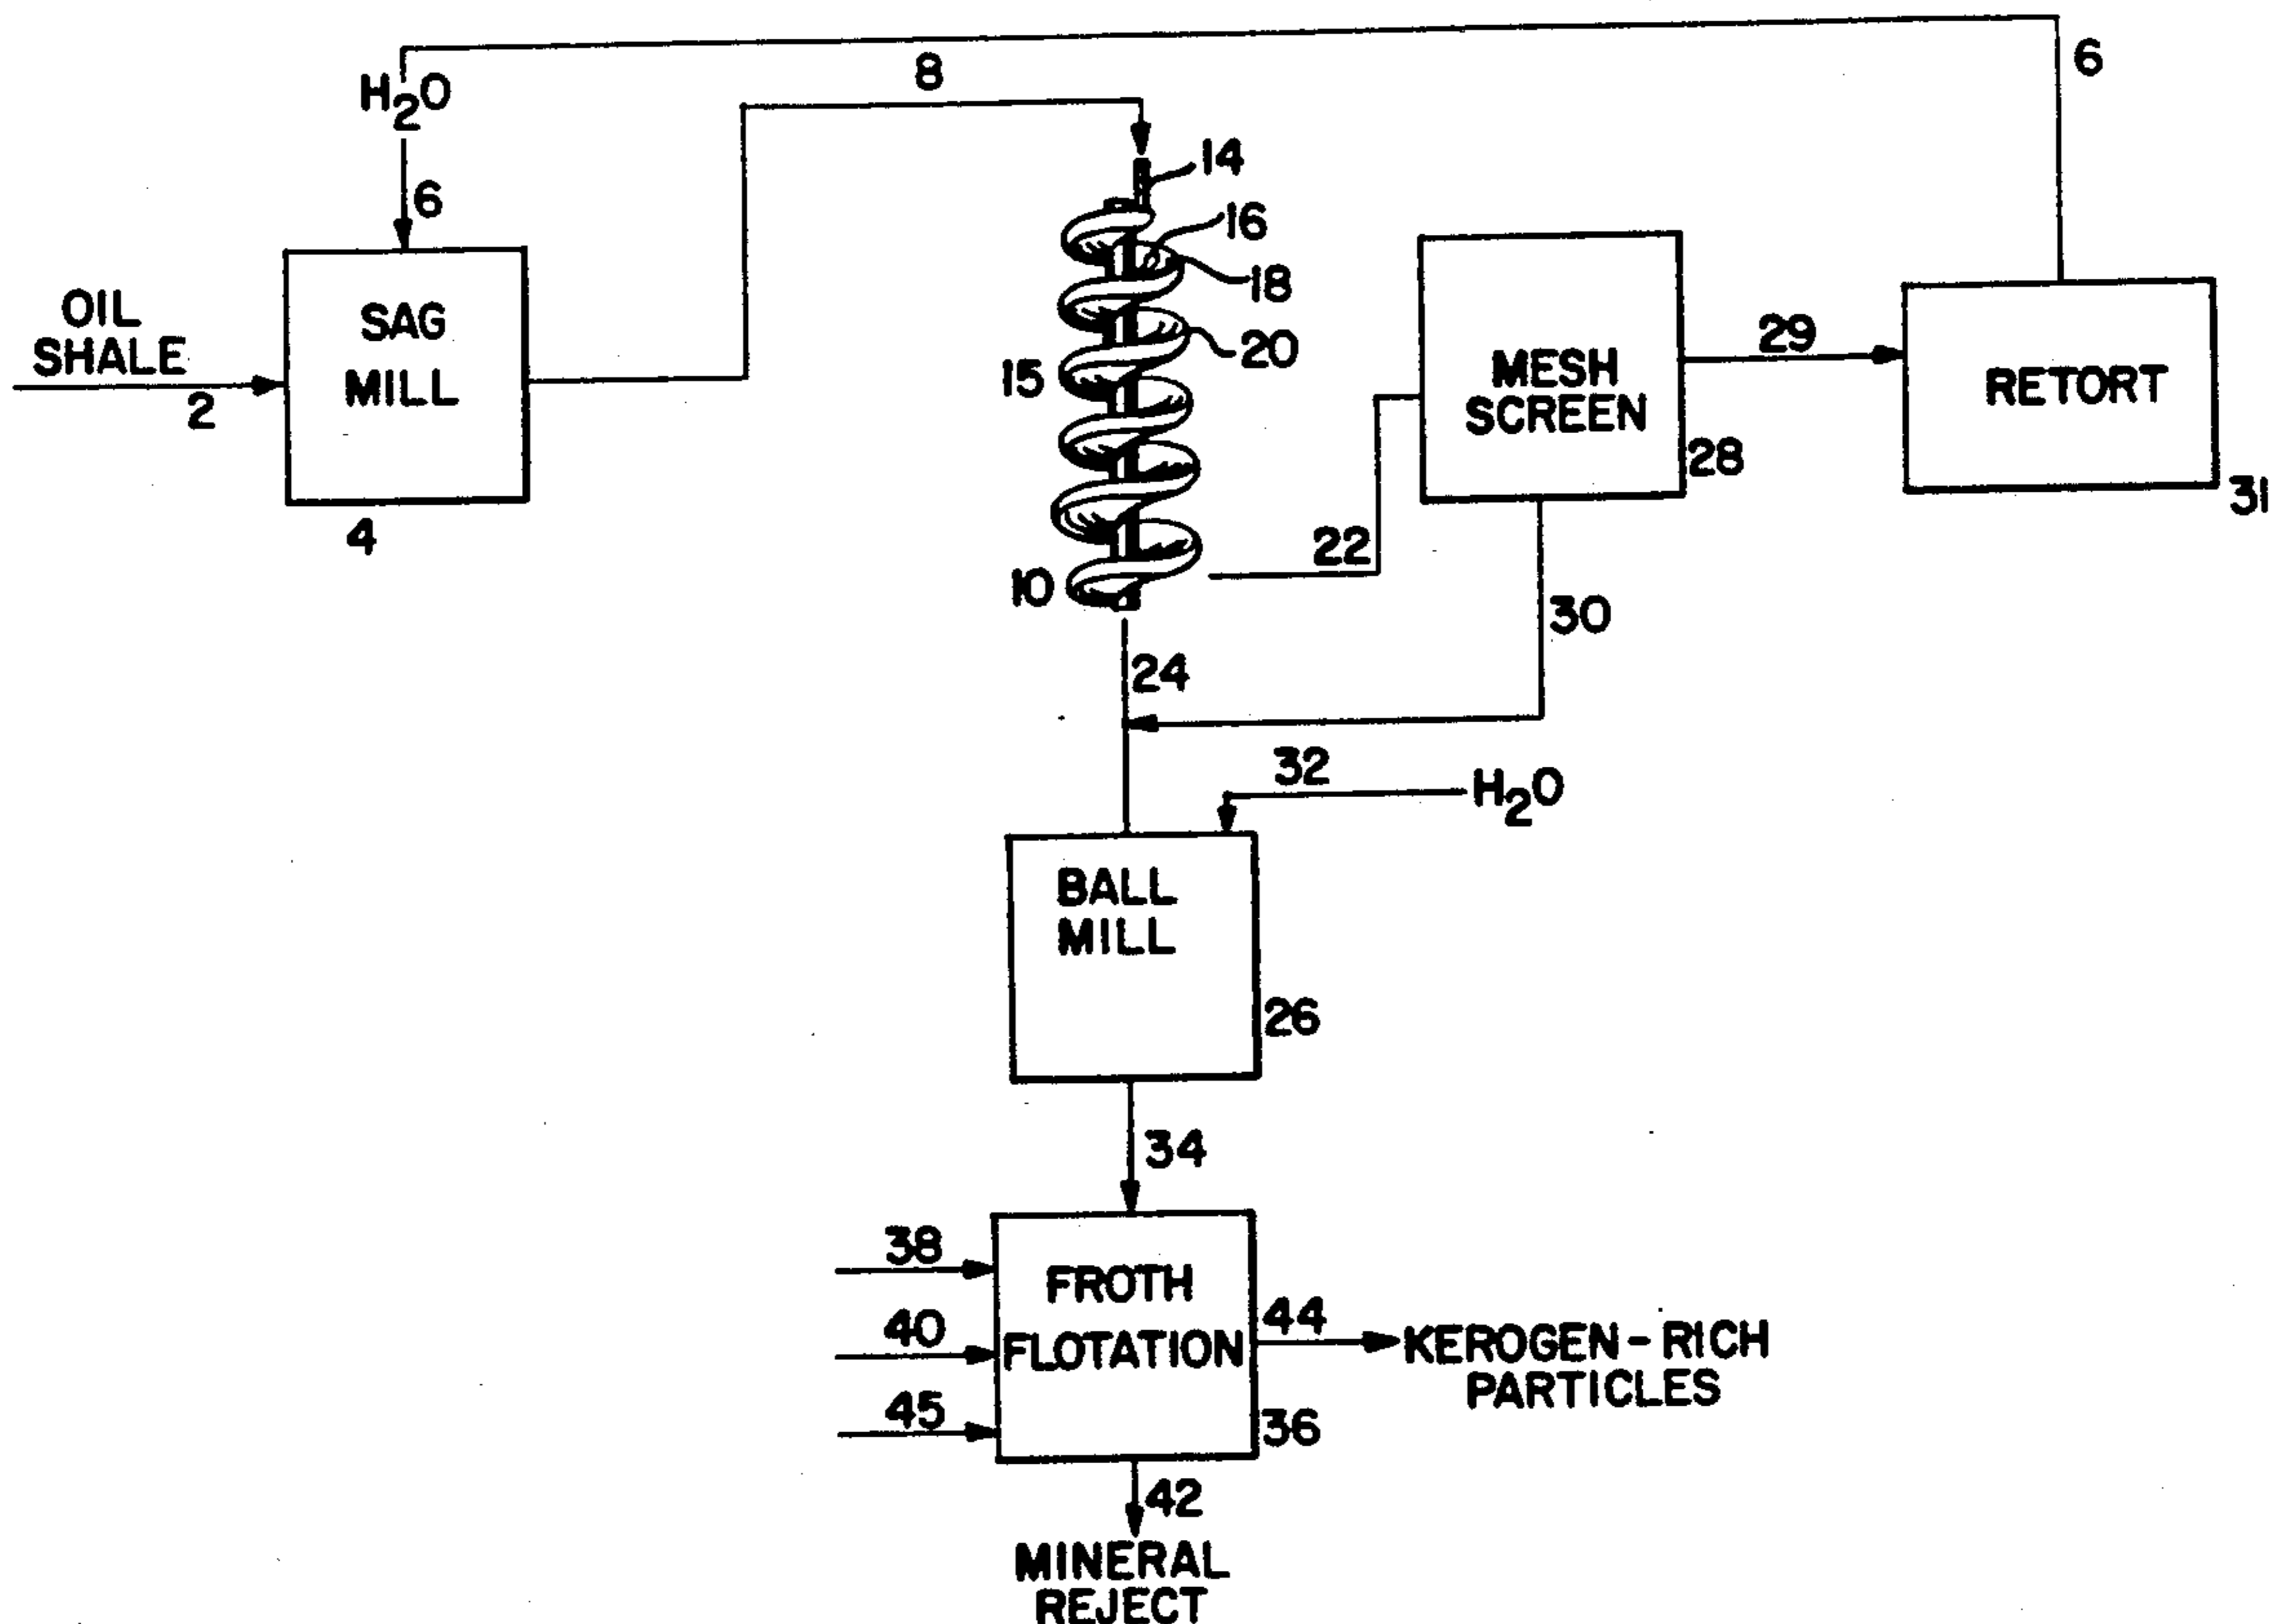 6
8
H2O
6
OIL
SHALE
2
SAG
MILL
4
14
16
18
20
15
10
22
24
MESH
SCREEN
28
29
RETORT
31
30
32
H2O
BALL
MILL
26
34
38
40
45
FROTH
FLOTATION
36
44
KEROGEN-RICH
PARTICLES
42
MINERAL
REJECT